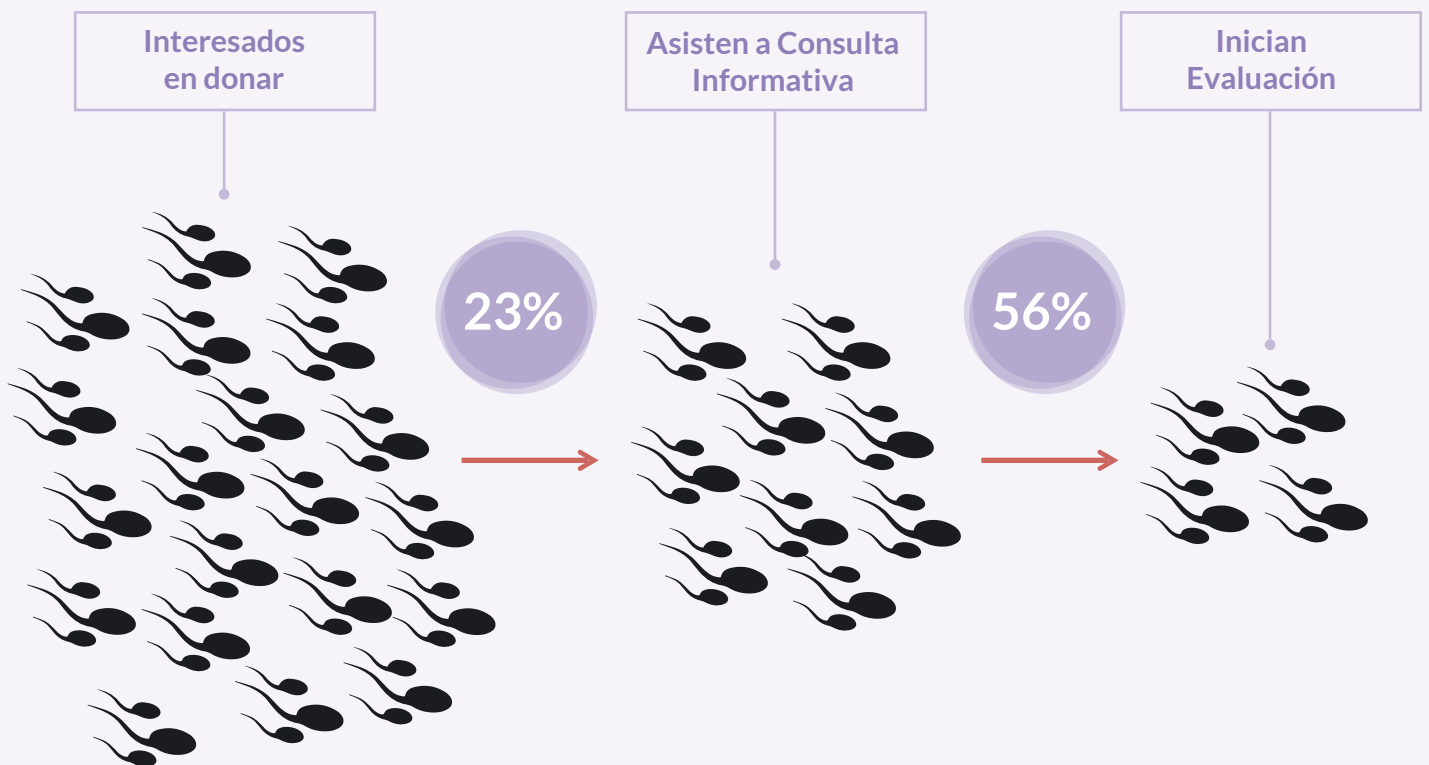 Interesados
en donar
Asisten a Consulta
Informativa
Inician
Evaluación
23%
56%